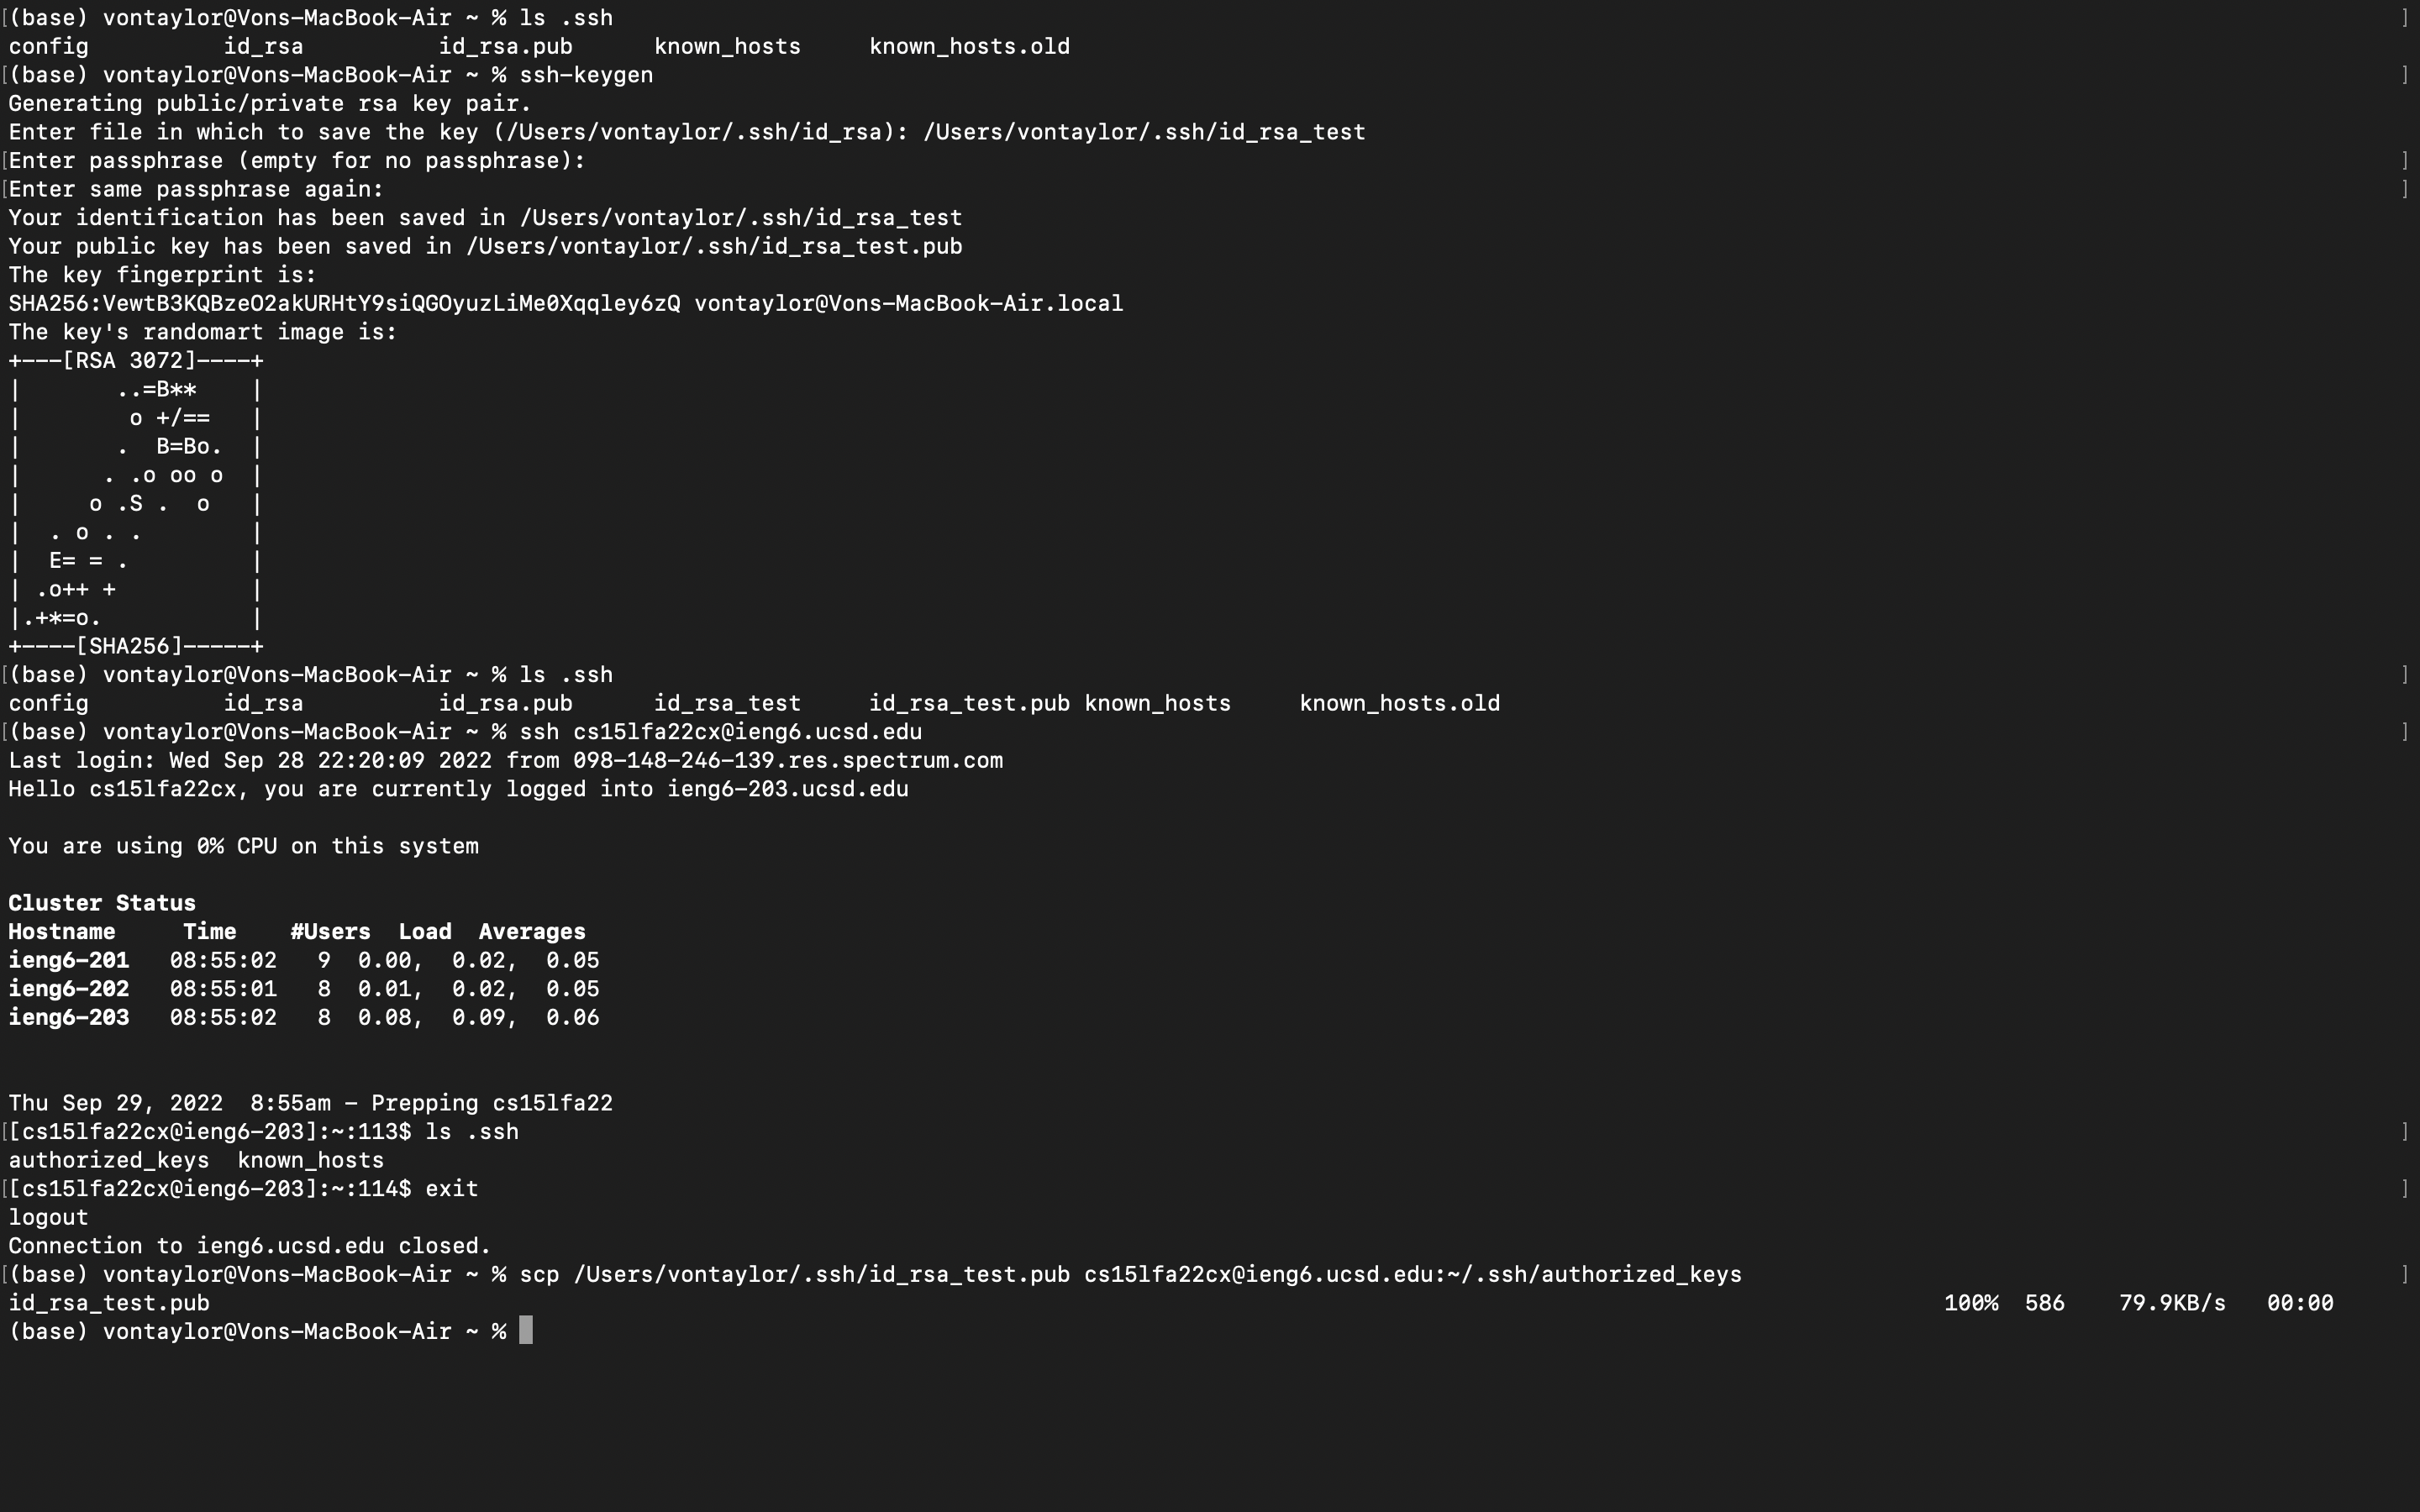 (base) vontaylor@Vons-MacBook-Air ~ % ls .ssh
config          id_rsa          id_rsa.pub      known_hosts     known_hosts.old
(base) vontaylor@Vons-MacBook-Air ~ % ssh-keygen
Generating public/private rsa key pair.
Enter file in which to save the key (/Users/vontaylor/.ssh/id_rsa): /Users/vontaylor/.ssh/id_rsa_test
Enter passphrase (empty for no passphrase):
Enter same passphrase again:
Your identification has been saved in /Users/vontaylor/.ssh/id_rsa_test
Your public key has been saved in /Users/vontaylor/.ssh/id_rsa_test.pub
The key fingerprint is:
SHA256:VewtB3KQBzeO2akURHtY9siQGOyuzLiMe0Xqqley6zQ vontaylor@Vons-MacBook-Air.local
The key's randomart image is:
+---[RSA 3072]----+
|       ..=B**    |
|        o +/==   |
|       .  B=Bo.  |
|      . .o oo o  |
|     o .S .  o   |
|  . o . .        |
|  E= = .         |
| .o++ +          |
|.+*=o.           |
+----[SHA256]-----+
(base) vontaylor@Vons-MacBook-Air ~ % ls .ssh
config          id_rsa          id_rsa.pub      id_rsa_test     id_rsa_test.pub known_hosts     known_hosts.old
(base) vontaylor@Vons-MacBook-Air ~ % ssh cs15lfa22cx@ieng6.ucsd.edu
Last login: Wed Sep 28 22:20:09 2022 from 098-148-246-139.res.spectrum.com
Hello cs15lfa22cx, you are currently logged into ieng6-203.ucsd.edu
You are using 0% CPU on this system
Cluster Status
Hostname     Time    #Users  Load  Averages
ieng6-201   08:55:02   9  0.00,  0.02,  0.05
ieng6-202   08:55:01   8  0.01,  0.02,  0.05
ieng6-203   08:55:02   8  0.08,  0.09,  0.06
Thu Sep 29, 2022  8:55am - Prepping cs15lfa22
[cs15lfa22cx@ieng6-203]:~:113$ ls .ssh
authorized_keys  known_hosts
[cs15lfa22cx@ieng6-203]:~:114$ exit
logout
Connection to ieng6.ucsd.edu closed.
(base) vontaylor@Vons-MacBook-Air ~ % scp /Users/vontaylor/.ssh/id_rsa_test.pub cs15lfa22cx@ieng6.ucsd.edu:~/.ssh/authorized_keys
id_rsa_test.pub                                   100%  586    79.9KB/s   00:00
(base) vontaylor@Vons-MacBook-Air ~ %